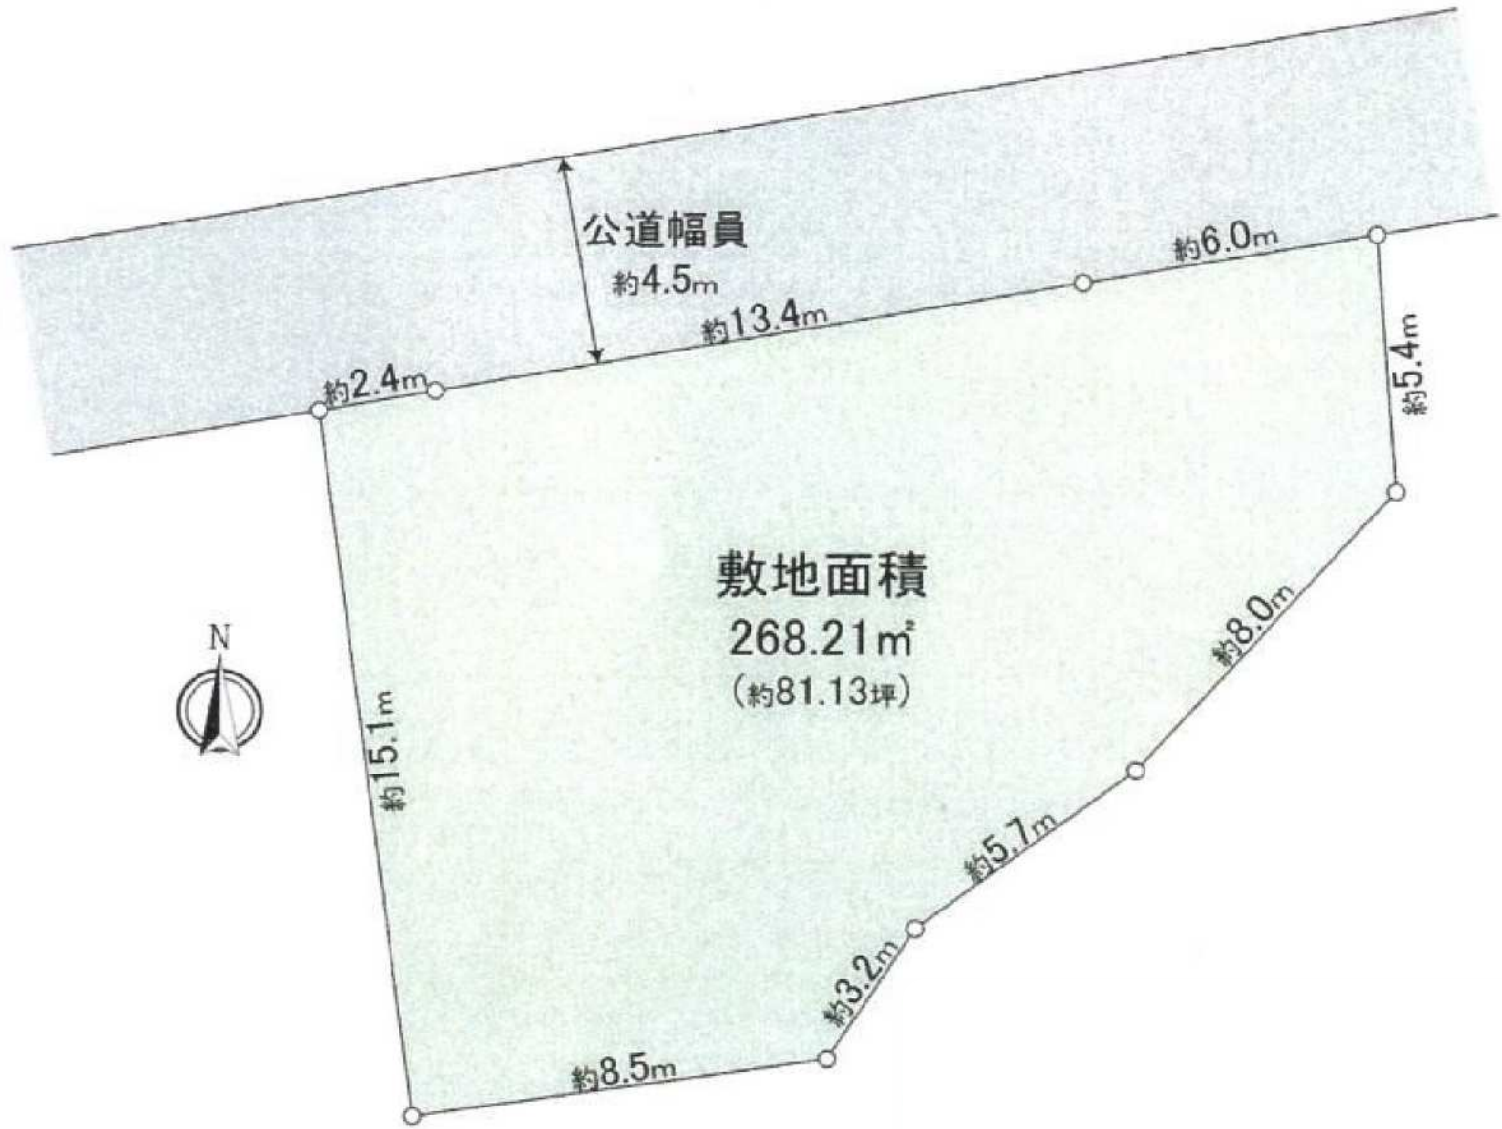 公道幅員
約4.5m
約6.0m
約13.4m
約2.4m
約5.4m
敷地面積
268.21㎡
(約81.13坪)
約8.0m
N
約15.1m
約5.7m
約3.2m
約8.5m